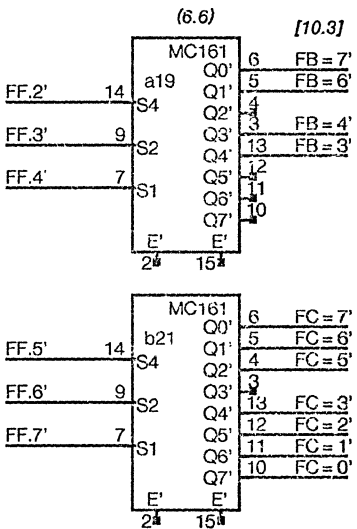 (6.6) [10.3]
MC161
a19
Q0' 6 FB = 7'
Q1' 5 FB = 6'
FF.2' 14 S4
Q2' 4
FF.3' 9 S2
Q3' 3 FB = 4'
Q4' 13 FB = 3'
Q5' 12
FF.4' 7 S1
Q6' 11
Q7' 10
E' E'
2 15
MC161
Q0' 6 FC = 7'
b21
Q1' 5 FC = 6'
FF.5' 14 S4
Q2' 4 FC = 5'
Q3' 3
FF.6' 9 S2
Q4' 13 FC = 3'
Q5' 12 FC = 2'
FF.7' 7 S1
Q6' 11 FC = 1'
Q7' 10 FC = 0'
E' E'
2 15